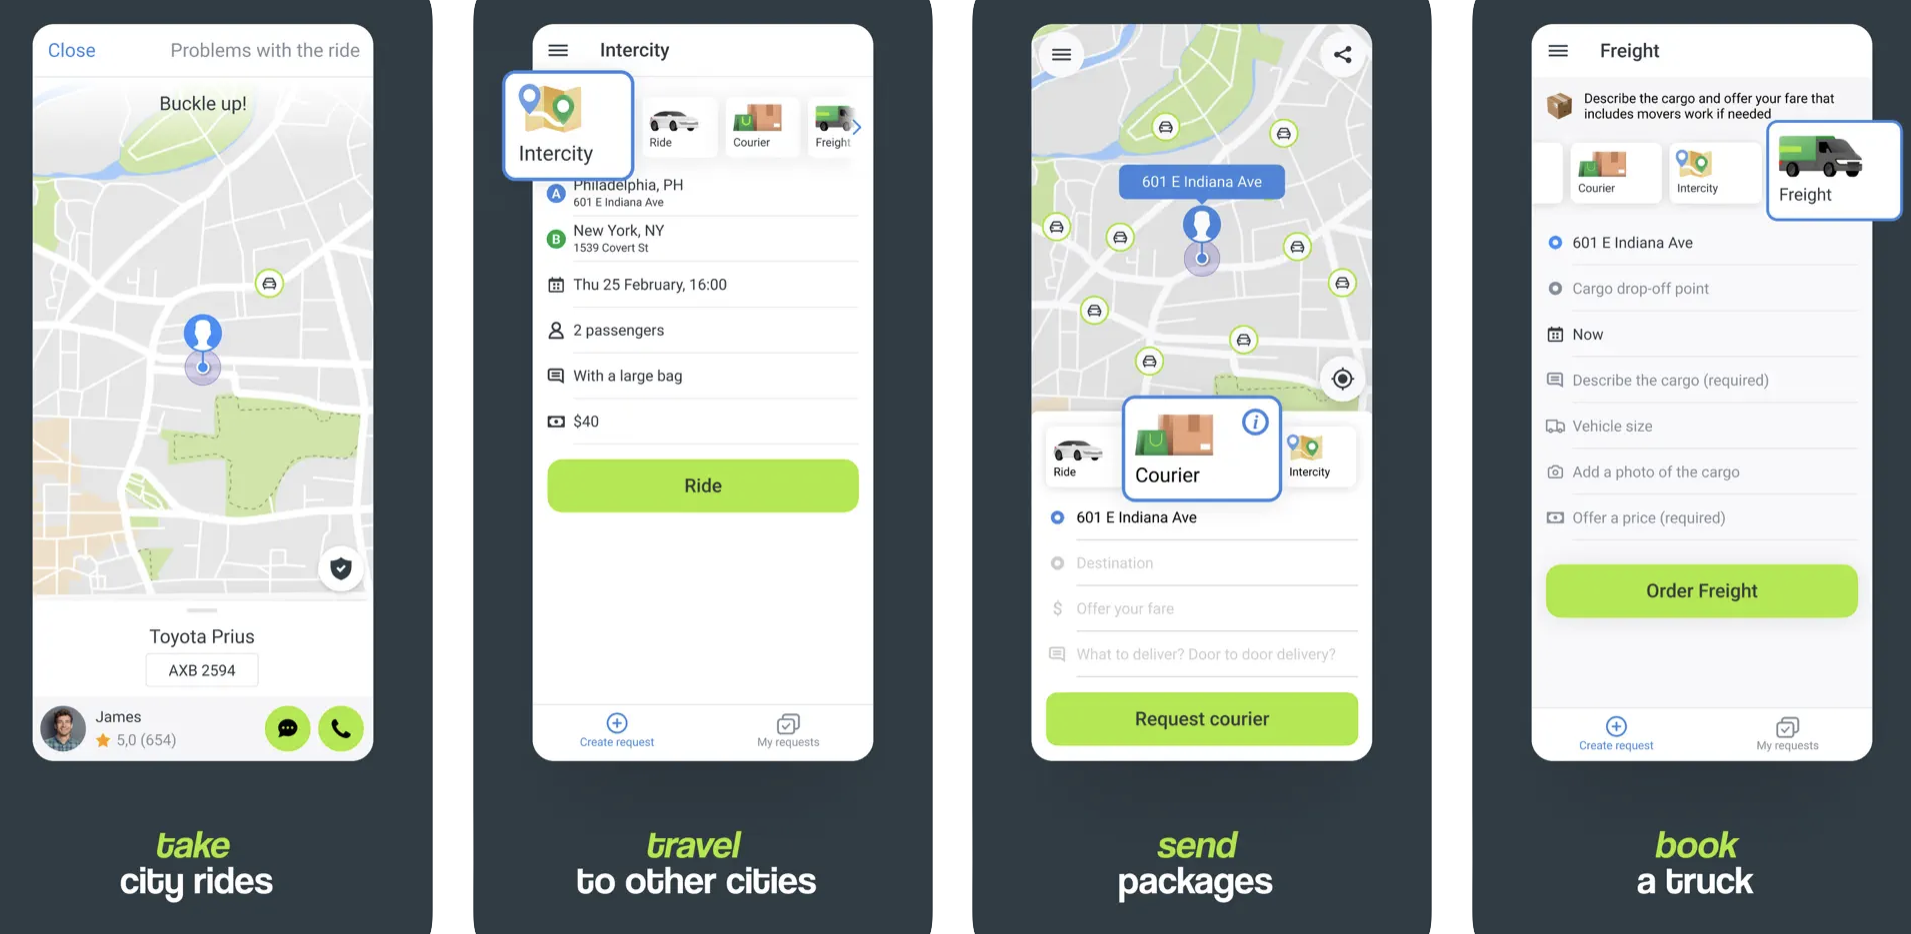 Close
Problems with the ride
Buckle up!
Toyota Prius
AXB 2594
James
5,0 (654)
take
city rides
Intercity
Intercity
Ride
Courier
Freight
A
Philadelphia, PH
601 E Indiana Ave
B
New York, NY
1539 Covert St
Thu 25 February, 16:00
2 passengers
With a large bag
$40
Ride
Create request
My requests
travel
to other cities
601 E Indiana Ave
Ride
Courier
i
Intercity
601 E Indiana Ave
Destination
$
Offer your fare
What to deliver? Door to door delivery?
Request courier
send
packages
Freight
Describe the cargo and offer your fare that
includes movers work if needed
Courier
Intercity
Freight
601 E Indiana Ave
Cargo drop-off point
Now
Describe the cargo (required)
Vehicle size
Add a photo of the cargo
Offer a price (required)
Order Freight
Create request
My requests
book
a truck